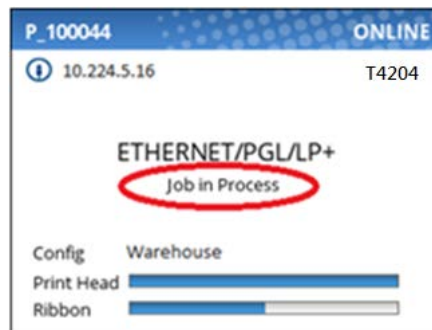 P_100044 ONLINE
10.224.5.16 T4204
ETHERNET/PGL/LP+
Job in Process
Config Warehouse
Print Head
Ribbon